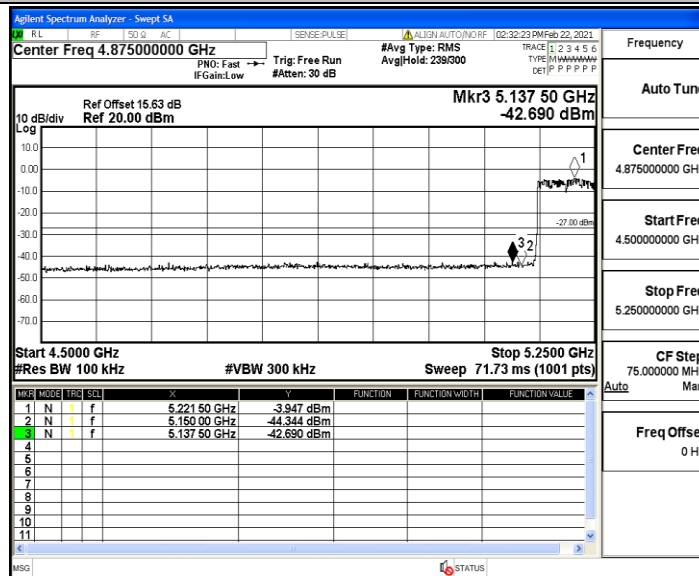 Agilent Spectrum Analyzer - Swept SA
RL RF 50 Ω AC SENSE:PULSE ALIGN AUTO/NO RF 02:32:23 PM Feb 22, 2021
Center Freq 4.875000000 GHz
PNO: Fast
IFGain:Low
Trig: Free Run
#Atten: 30 dB
#Avg Type: RMS
Avg|Hold: 239/300
TRACE 1 2 3 4 5 6
TYPE M WWWWW
DET P P P P P P
Ref Offset 15.63 dB
10 dB/div Ref 20.00 dBm
Log
Mkr3 5.137 50 GHz
-42.690 dBm
10.0
0.00
-10.0
-20.0
-30.0
-40.0
-50.0
-60.0
-70.0
1
-27.00 dBm
3 2
Start 4.5000 GHz Stop 5.2500 GHz
#Res BW 100 kHz #VBW 300 kHz Sweep 71.73 ms (1001 pts)
MKR MODE TRC SCL X Y FUNCTION FUNCTION WIDTH FUNCTION VALUE
1 N 1 f 5.221 50 GHz -3.947 dBm
2 N 1 f 5.150 00 GHz -44.344 dBm
3 N 1 f 5.137 50 GHz -42.690 dBm
4
5
6
7
8
9
10
11
MSG STATUS
Frequency
Auto Tun
Center Fre
4.875000000 GH
Start Fre
4.500000000 GH
Stop Fre
5.250000000 GH
CF Ste
75.000000 MH
Auto Ma
Freq Offse
0 H